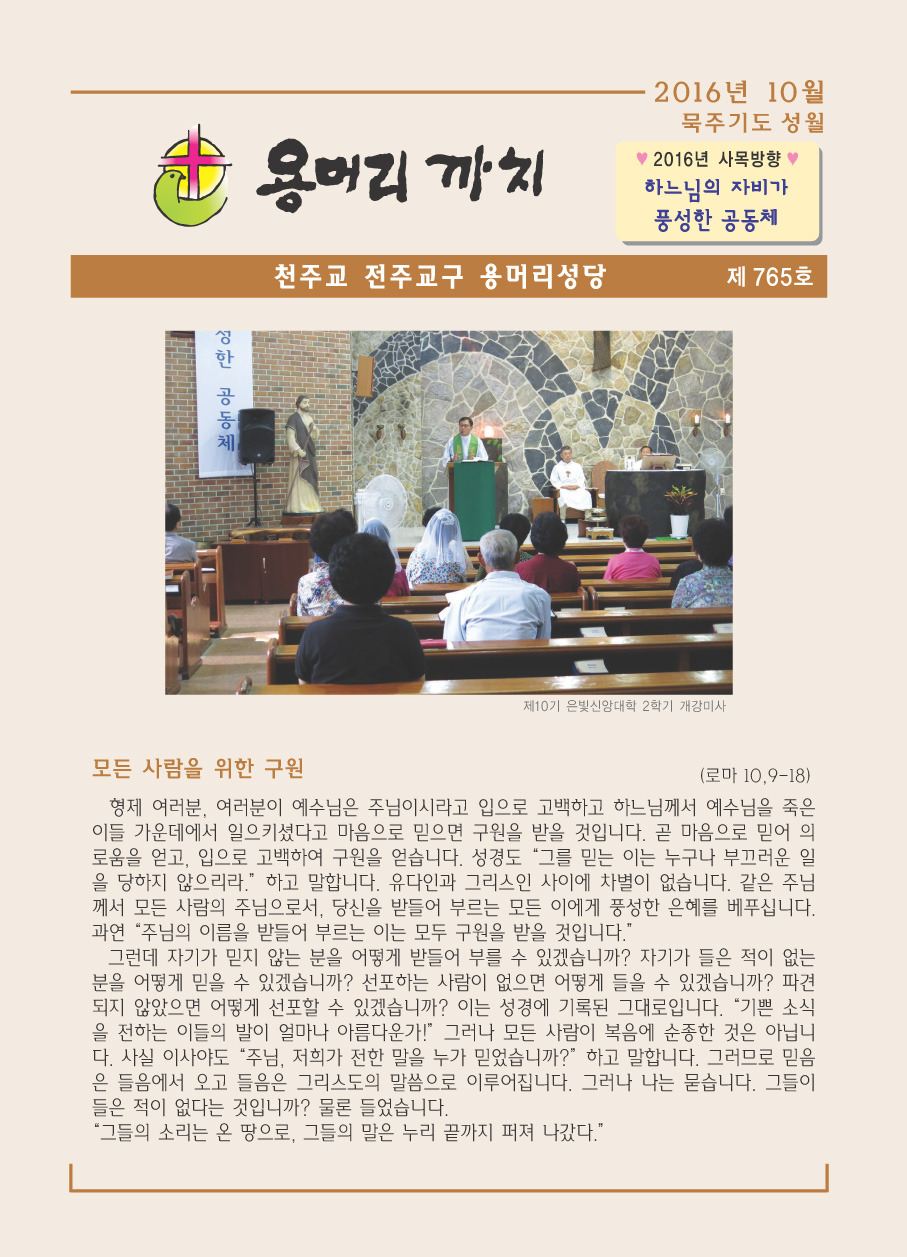 2016년 10월
묵주기도 성월
용머리 까치
♥ 2016년 사목방향 ♥
하느님의 자비가
풍성한 공동체
천주교 전주교구 용머리성당
제 765호
성한 공동체
제10기 은빛신앙대학 2학기 개강미사
모든 사람을 위한 구원
(로마 10,9-18)
형제 여러분, 여러분이 예수님은 주님이시라고 입으로 고백하고 하느님께서 예수님을 죽은
이들 가운데에서 일으키셨다고 마음으로 믿으면 구원을 받을 것입니다. 곧 마음으로 믿어 의
로움을 얻고, 입으로 고백하여 구원을 얻습니다. 성경도 “그를 믿는 이는 누구나 부끄러운 일
을 당하지 않으리라.” 하고 말합니다. 유다인과 그리스인 사이에 차별이 없습니다. 같은 주님
께서 모든 사람의 주님으로서, 당신을 받들어 부르는 모든 이에게 풍성한 은혜를 베푸십니다.
과연 “주님의 이름을 받들어 부르는 이는 모두 구원을 받을 것입니다.”
그런데 자기가 믿지 않는 분을 어떻게 받들어 부를 수 있겠습니까? 자기가 들은 적이 없는
분을 어떻게 믿을 수 있겠습니까? 선포하는 사람이 없으면 어떻게 들을 수 있겠습니까? 파견
되지 않았으면 어떻게 선포할 수 있겠습니까? 이는 성경에 기록된 그대로입니다. “기쁜 소식
을 전하는 이들의 발이 얼마나 아름다운가!” 그러나 모든 사람이 복음에 순종한 것은 아닙니
다. 사실 이사야도 “주님, 저희가 전한 말을 누가 믿었습니까?” 하고 말합니다. 그러므로 믿음
은 들음에서 오고 들음은 그리스도의 말씀으로 이루어집니다. 그러나 나는 묻습니다. 그들이
들은 적이 없다는 것입니까? 물론 들었습니다.
“그들의 소리는 온 땅으로, 그들의 말은 누리 끝까지 퍼져 나갔다.”